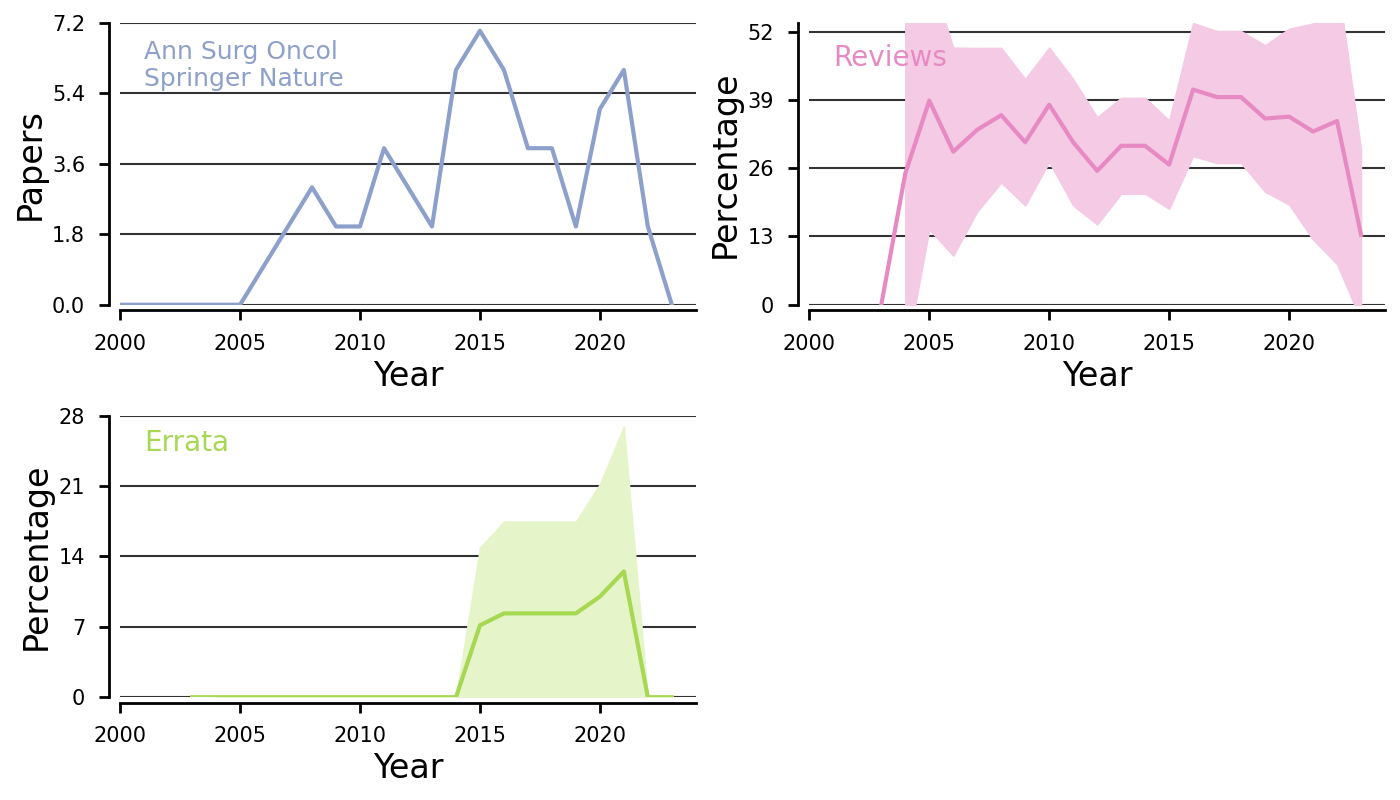 7.2
5.4
3.6
1.8
0.0
Papers
Ann Surg Oncol
Springer Nature
2000 2005 2010 2015 2020
Year
52
39
26
13
0
Percentage
Reviews
2000 2005 2010 2015 2020
Year
28
21
14
7
0
Percentage
Errata
2000 2005 2010 2015 2020
Year